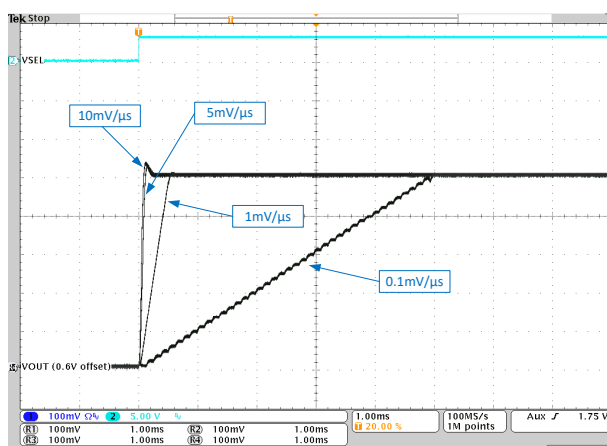 Tek Stop
T
T
2 VSEL
10mV/µs
5mV/µs
1mV/µs
0.1mV/µs
VOUT (0.6V offset)
1 100mV Ω 2 5.00 V
R1 100mV 1.00ms R2 100mV 1.00ms
R3 100mV 1.00ms R4 100mV 1.00ms
1.00ms
T 20.00 %
100MS/s
1M points
Aux ∫ 1.75 V